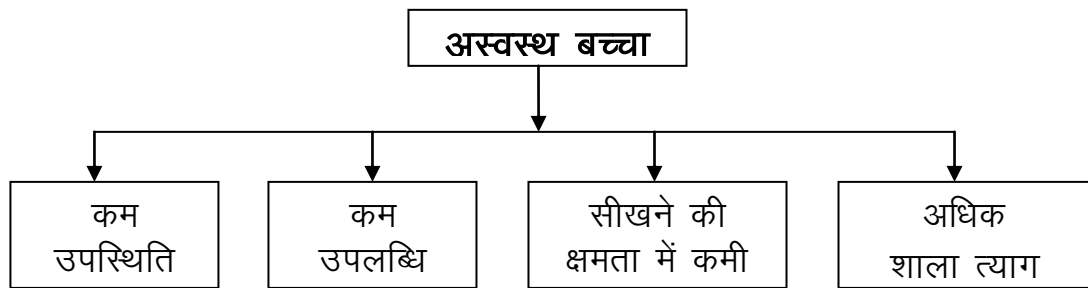 अस्वस्थ बच्चा
कम
उपस्थिति
कम
उपलब्धि
सीखने की
क्षमता में कमी
अधिक
शाला त्याग